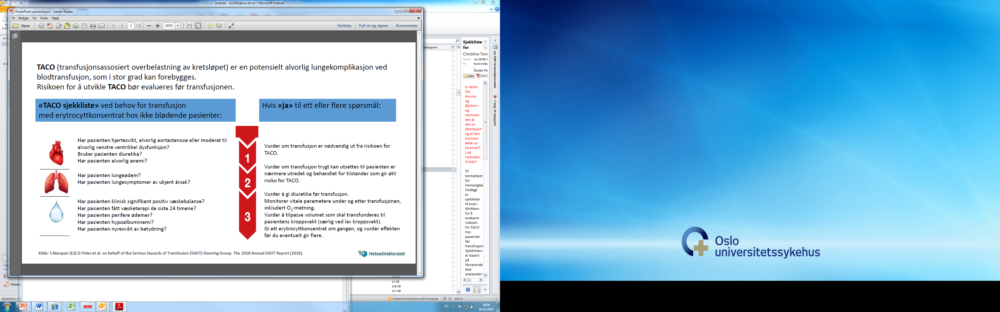 Innboks - b22341@ous-hf.no - Microsoft Outlook
PowerPoint-presentasjon - Adobe Reader
Fil Rediger Vis Vindu Hjelp
Åpne
1 / 1
103%
Verktøy
Fyll ut og signer
Kommentar
TACO (transfusjonsassosiert overbelastning av kretsløpet) er en potensielt alvorlig lungekomplikasjon ved
blodtransfusjon, som i stor grad kan forebygges.
Risikoen for å utvikle TACO bør evalueres før transfusjonen.
«TACO sjekkliste» ved behov for transfusjon
med erytrocyttkonsentrat hos ikke blødende pasienter:
Har pasienten hjertesvikt, alvorlig aortastenose eller moderat til
alvorlig venstre ventrikkel dysfunksjon?
Bruker pasienten diuretika?
Har pasienten alvorlig anemi?
Har pasienten lungeødem?
Har pasienten lungesymptomer av ukjent årsak?
Har pasienten klinisk signifikant positiv væskebalanse?
Har pasienten fått væsketerapi de siste 24 timene?
Har pasienten perifere ødemer?
Har pasienten hypoalbuminemi?
Har pasienten nyresvikt av betydning?
Hvis «ja» til ett eller flere spørsmål:
1
Vurder om transfusjon er nødvendig ut fra risikoen for
TACO.
2
Vurder om transfusjon trygt kan utsettes til pasienten er
nærmere utredet og behandlet for tilstander som gir økt
risiko for TACO.
3
Vurder å gi diuretika før transfusjon.
Monitorer vitale parametere under og etter transfusjonen,
inkludert O2-metning.
Vurder å tilpasse volumet som skal transfunderes til
pasientens kroppsvekt (særlig ved lav kroppsvekt).
Gi ett erytrocyttkonsentrat om gangen, og vurder effekten
før du eventuelt gir flere.
Kilde: S Narayan (Ed) D Poles et al. on behalf of the Serious Hazards of Transfusion (SHOT) Steering Group. The 2018 Annual SHOT Report (2019).
Helsedirektoratet
Kategorier
Sjekkliste
for
Christine Tors
Sendt: on 18.09.2
Til: Aurora Esp
;
Øystein Fle
Mel
TACC
Er dette
OK,
Aurora
og
Øystein –
og
stemmer
det at
den er
distribuert
og at den
kommer
8eller er
kommet?
) på
nettsiden
til Hdir?
Til
kontaktper
for
hemovigilar
Vedlagt
er
sjekkliste
til bruk i
klinikken
for å
evaluere
risikoen
for TACO
hos
pasienter
før
transfusjon
Sjekklisten
er basert
på
tilsvarende
liste
utarbeidet
ma 9:00: Hemovigilansmøte
I dag: 20 oppgaver
11 kB
118 kB
117 kB
Oppga
Elementer: 1
Koblet til med Microsoft Exchange
100 %
NO
09:06
04.10.2019
Oslo
universitetssykehus